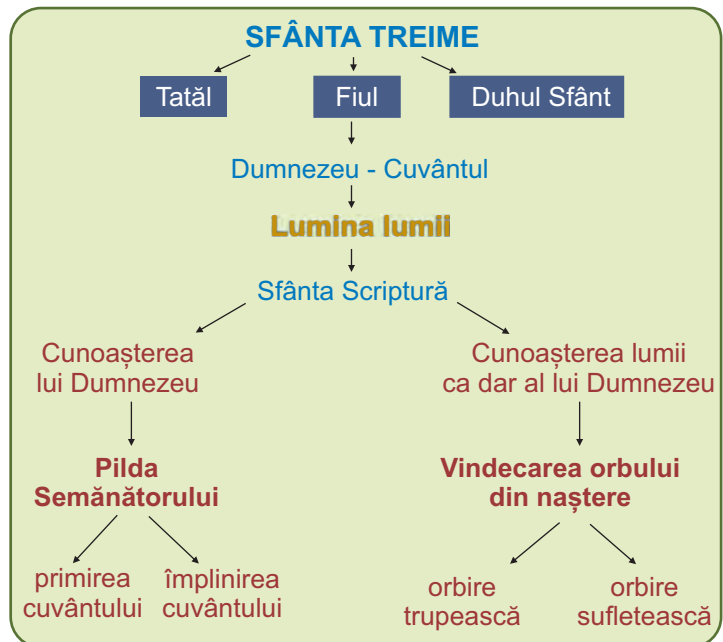 SFÂNTA TREIME
Tatăl Fiul Duhul Sfânt
Dumnezeu - Cuvântul
Lumina lumii
Sfânta Scriptură
Cunoașterea
lui Dumnezeu
Cunoașterea lumii
ca dar al lui Dumnezeu
Pilda
Semănătorului
Vindecarea orbului
din naștere
primirea
cuvântului
împlinirea
cuvântului
orbire
trupească
orbire
sufletească